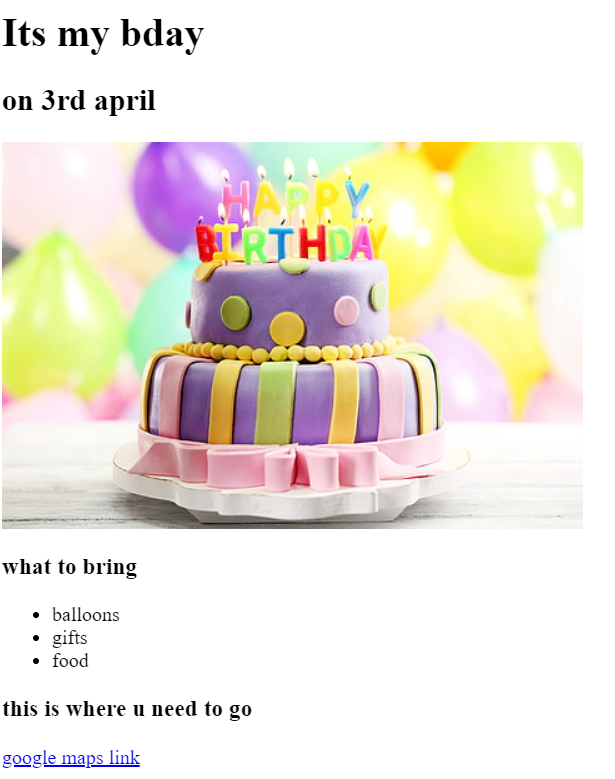 Its my bday
on 3rd april
HAPPY
BIRTHDAY
what to bring
balloons
gifts
food
this is where u need to go
google maps link